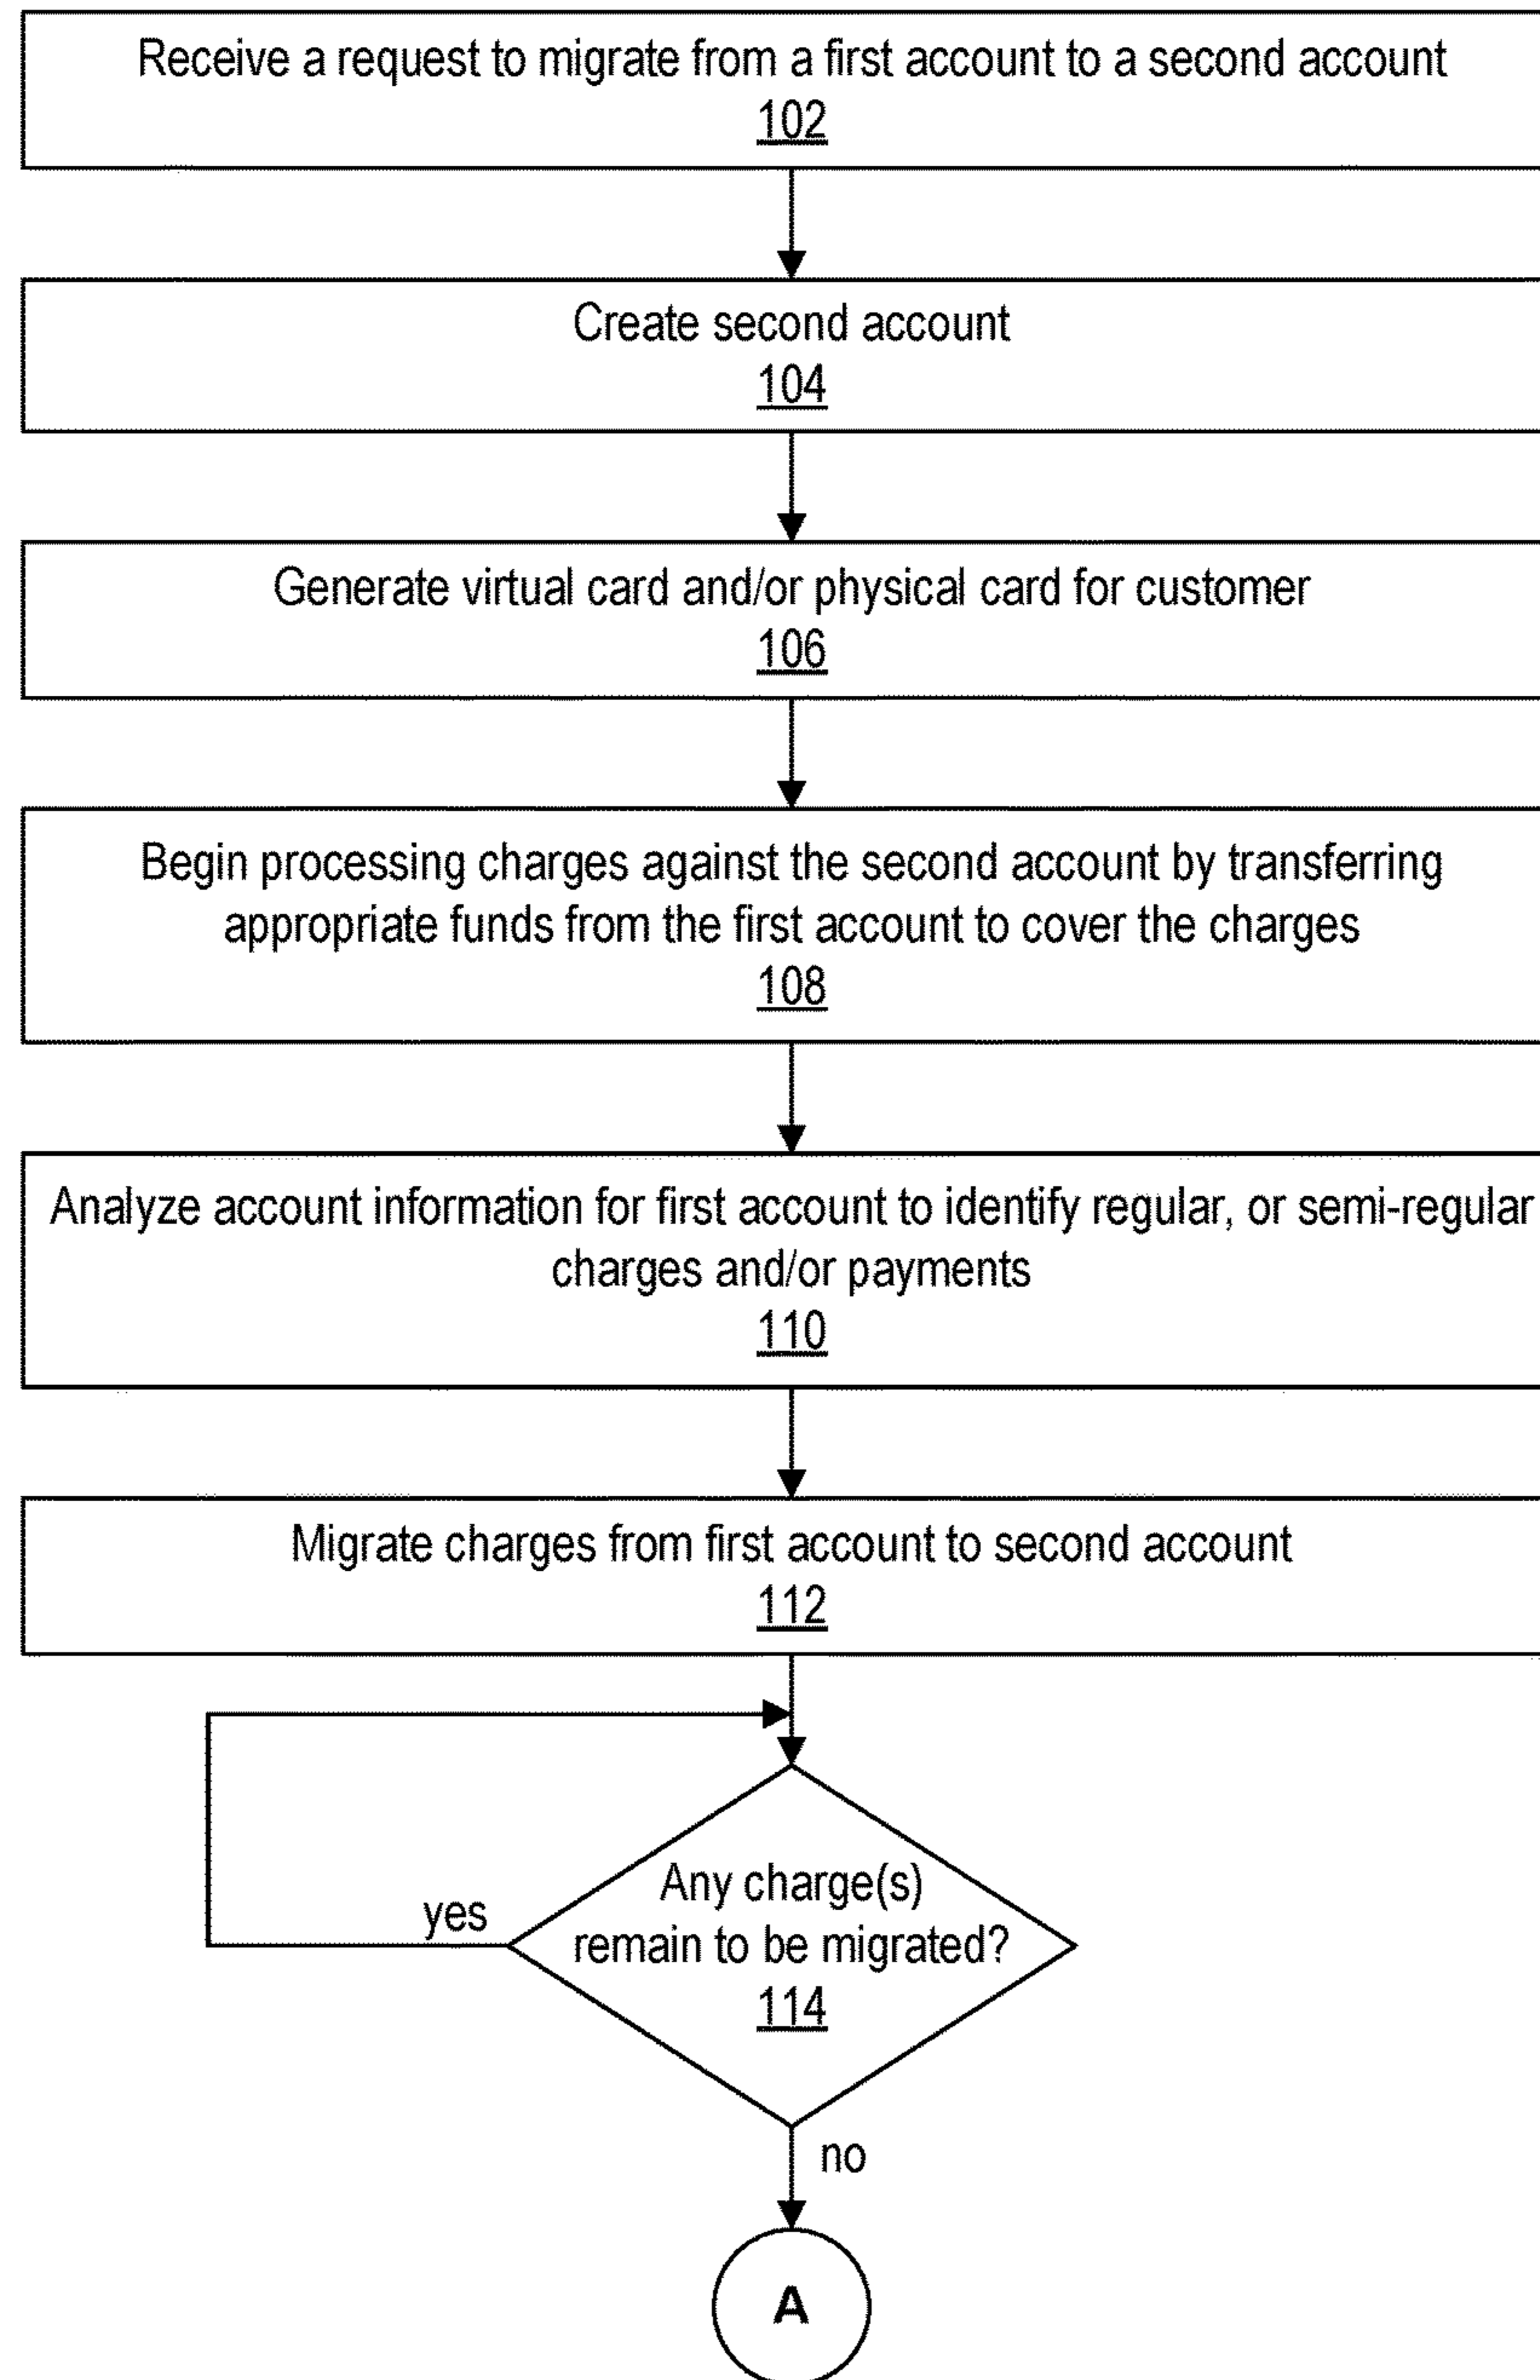 Receive a request to migrate from a first account to a second account
102
Create second account
104
Generate virtual card and/or physical card for customer
106
Begin processing charges against the second account by transferring
appropriate funds from the first account to cover the charges
108
Analyze account information for first account to identify regular, or semi-regular
charges and/or payments
110
Migrate charges from first account to second account
112
yes
Any charge(s)
remain to be migrated?
114
no
A